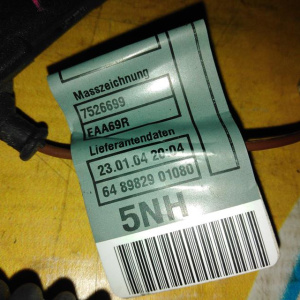 Masszeichnung
7526699
EAA69R
Lieferantendaten
23.01.04 20:04
64 89829 01080
5NH